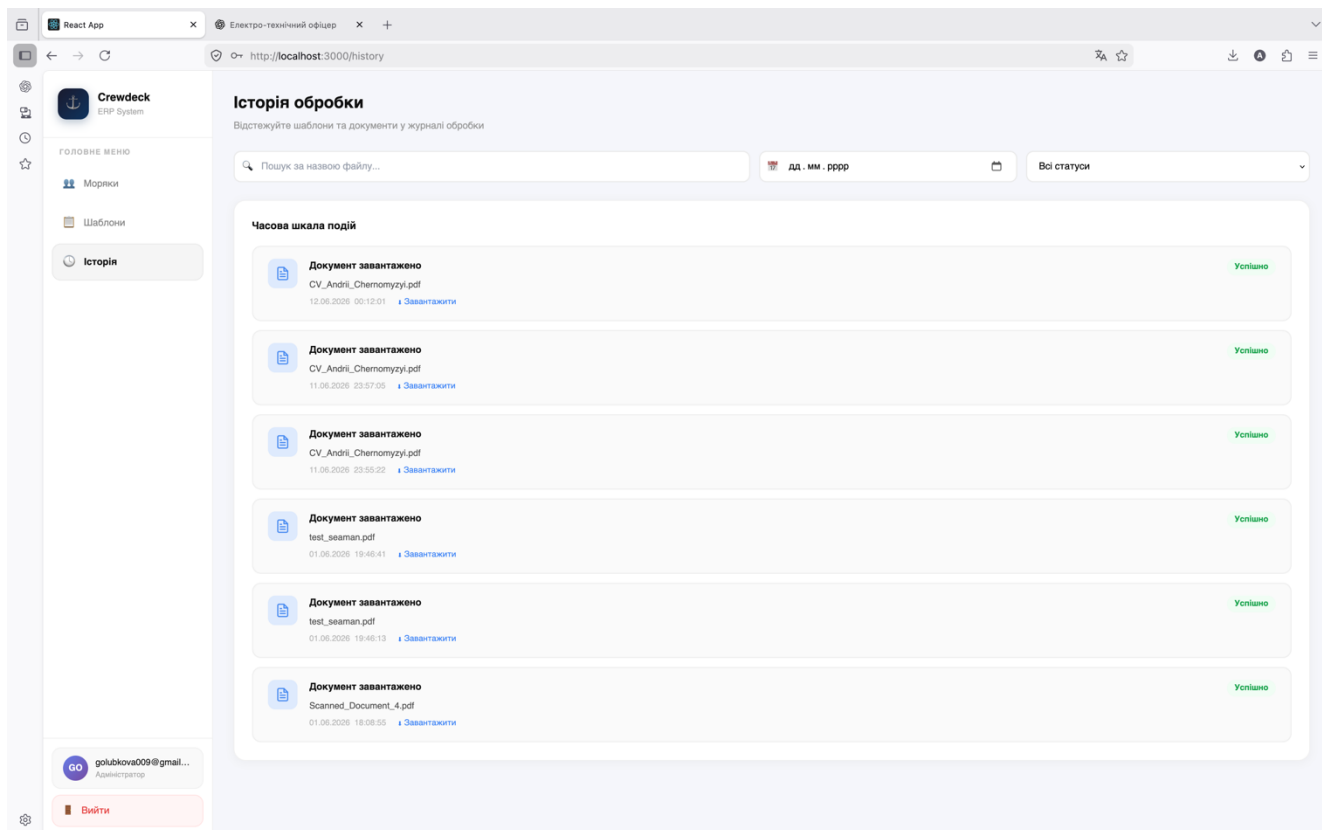 React App
Електро-технічний офіцер
http://localhost:3000/history
Crewdeck
ERP System
ГОЛОВНЕ МЕНЮ
Моряки
Шаблони
Історія
Історія обробки
Відстежуйте шаблони та документи у журналі обробки
Пошук за назвою файлу...
дд . мм . рррр
Всі статуси
Часова шкала подій
Документ завантажено
Успішно
CV_Andrii_Chernomyzyi.pdf
12.06.2026 00:12:01 Завантажити
Документ завантажено
Успішно
CV_Andrii_Chernomyzyi.pdf
11.06.2026 23:57:05 Завантажити
Документ завантажено
Успішно
CV_Andrii_Chernomyzyi.pdf
11.06.2026 23:55:22 Завантажити
Документ завантажено
Успішно
test_seaman.pdf
01.06.2026 19:46:41 Завантажити
Документ завантажено
Успішно
test_seaman.pdf
01.06.2026 19:46:13 Завантажити
Документ завантажено
Успішно
Scanned_Document_4.pdf
01.06.2026 18:08:55 Завантажити
GO
golubkova009@gmail...
Адміністратор
Вийти